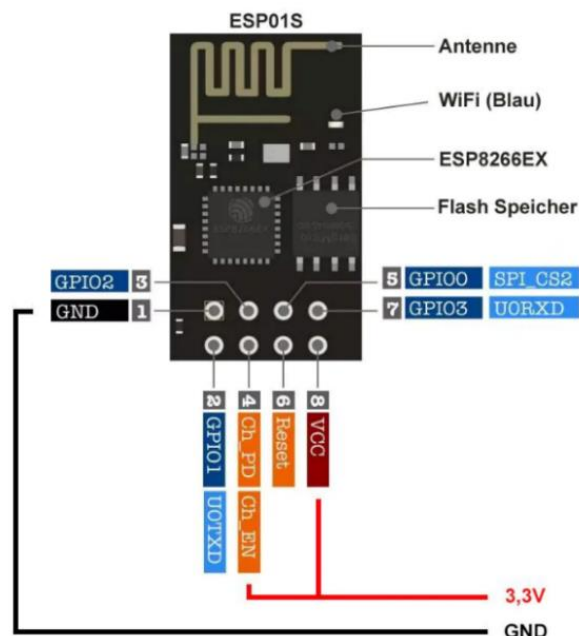 ESP01S
Antenne
WiFi (Blau)
ESP8266EX
Flash Speicher
GPIO2 3
5 GPIO0 SPI_CS2
GND 1
7 GPIO3 U0RXD
2 GPIO1 U0TXD
4 Ch_PD Ch_EN
6 Reset
8 VCC
3,3V
GND